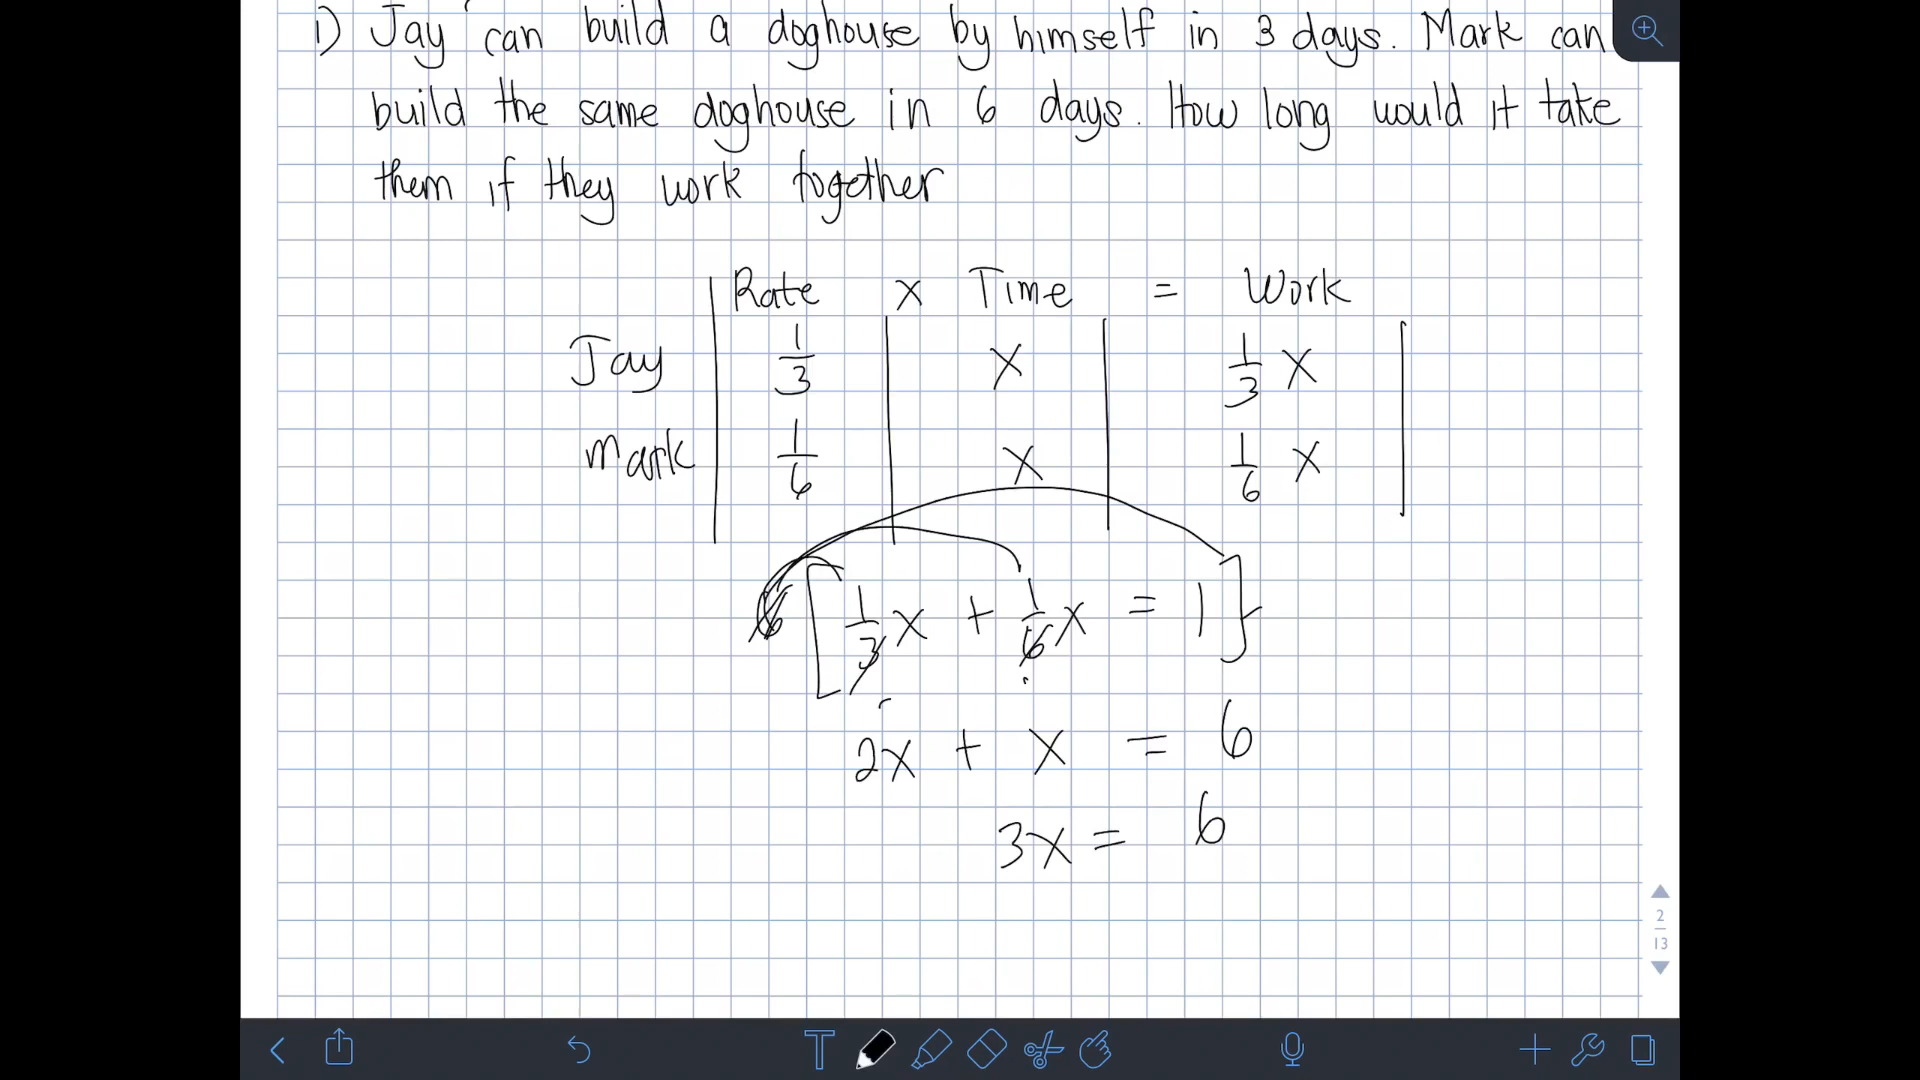 1) Jay can build a doghouse by himself in 3 days. Mark can
build the same doghouse in 6 days. How long would it take
them if they work together
Rate x Time = Work
Jay 1/3 x 1/3 x
Mark 1/6 x 1/6 x
6 [ 1/3 x + 1/6 x = 1 }
2x + x = 6
3x = 6
2
13
T